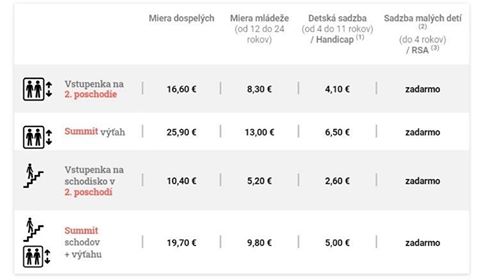 Miera dospelých Miera mládeže Detská sadzba Sadzba malých detí
(od 12 do 24 (od 4 do 11 rokov) (2)
rokov) / Handicap (1) (do 4 rokov)
/ RSA (3)
Vstupenka na
2. poschodie 16,60 € 8,30 € 4,10 € zadarmo
Summit výťah 25,90 € 13,00 € 6,50 € zadarmo
Vstupenka na
schodisko v 10,40 € 5,20 € 2,60 € zadarmo
2. poschodí
Summit
schodov 19,70 € 9,80 € 5,00 € zadarmo
+ výťahu